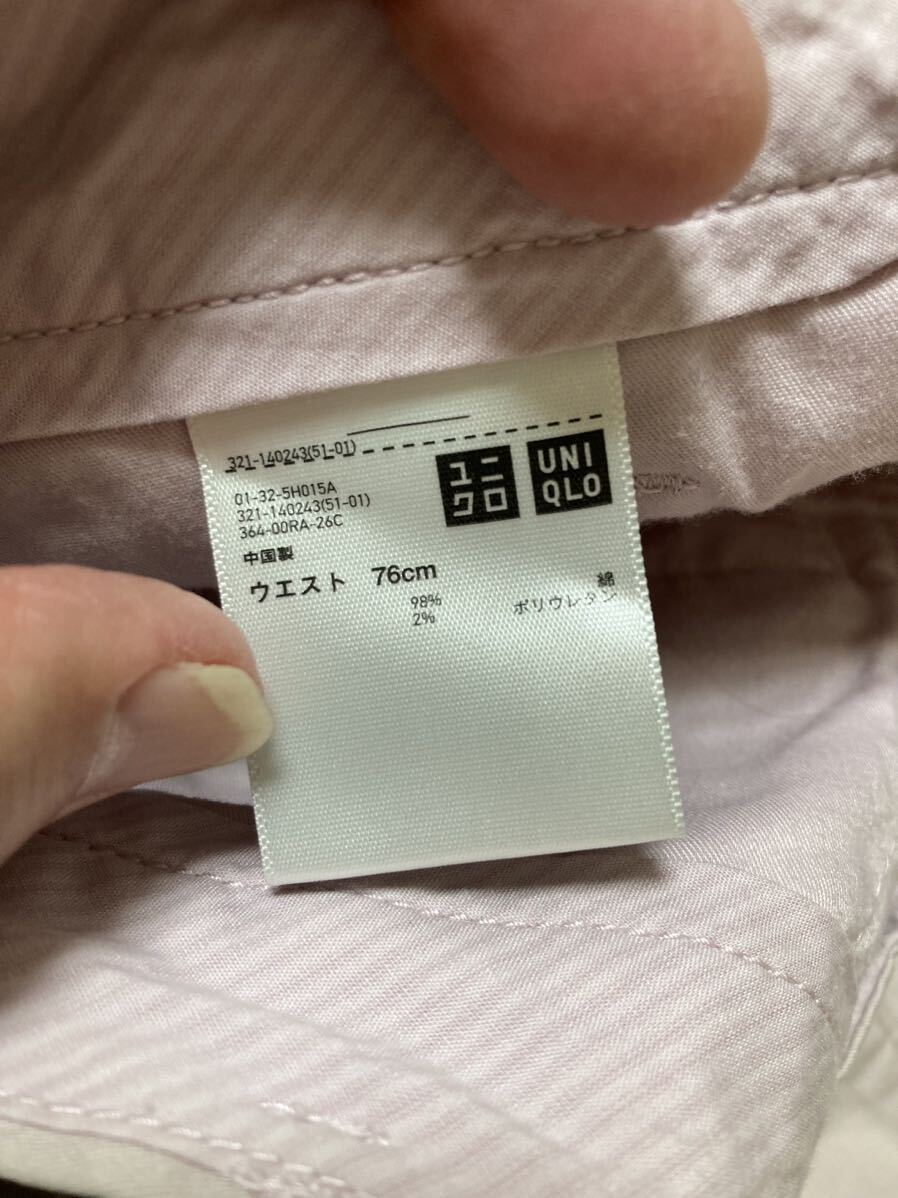 321-140243(51-01)
ユニ
クロ
UNI
QLO
01-32-5H015A
321-140243(51-01)
364-00RA-26C
中国製
ウエスト 76cm
98% 綿
2% ポリウレタン